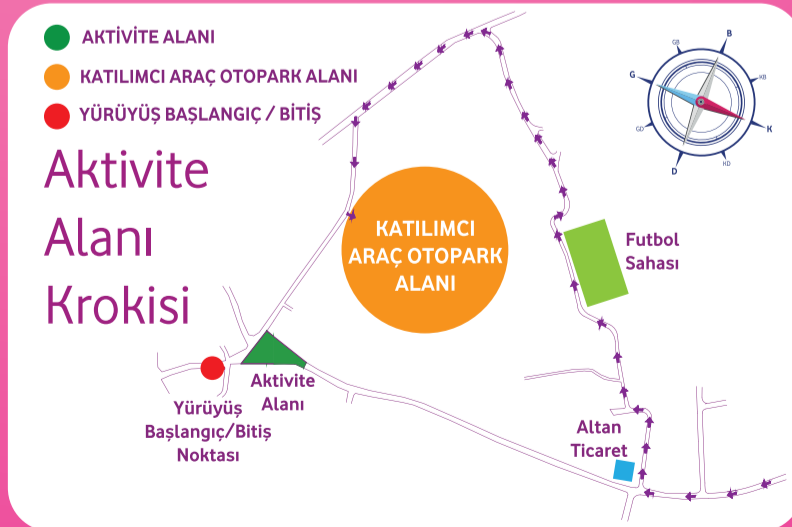 AKTİVİTE ALANI
KATILIMCI ARAÇ OTOPARK ALANI
YÜRÜYÜŞ BAŞLANGIÇ / BİTİŞ
Aktivite
Alanı
Krokisi
B
GB
KB
G
K
GD
KD
D
KATILIMCI
ARAÇ OTOPARK
ALANI
Futbol
Sahası
Aktivite
Alanı
Yürüyüş
Başlangıç/Bitiş
Noktası
Altan
Ticaret